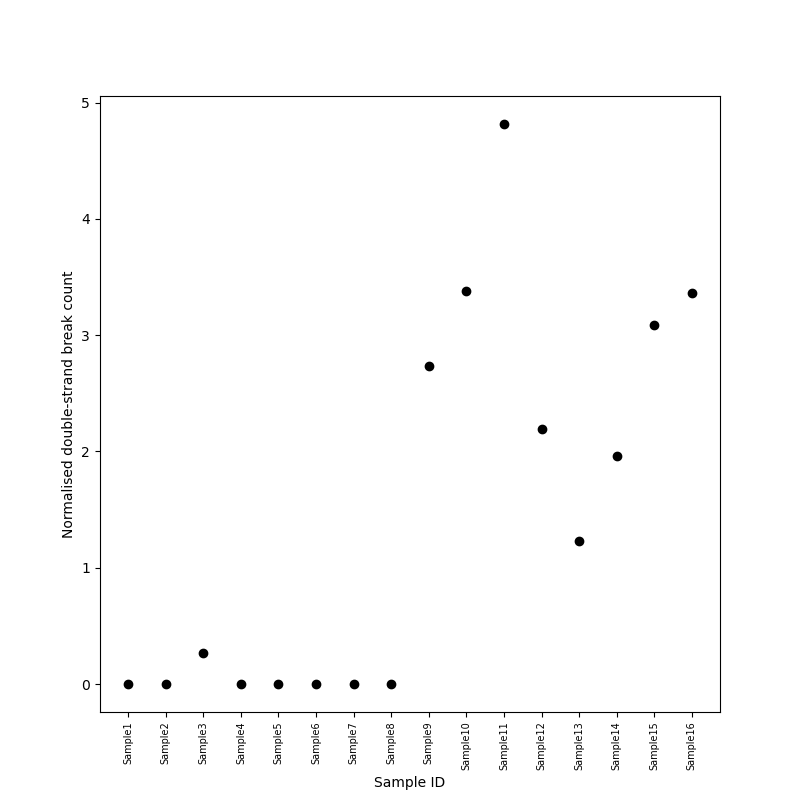 5
4
3
2
1
0
Normalised double-strand break count
Sample1
Sample2
Sample3
Sample4
Sample5
Sample6
Sample7
Sample8
Sample9
Sample10
Sample11
Sample12
Sample13
Sample14
Sample15
Sample16
Sample ID